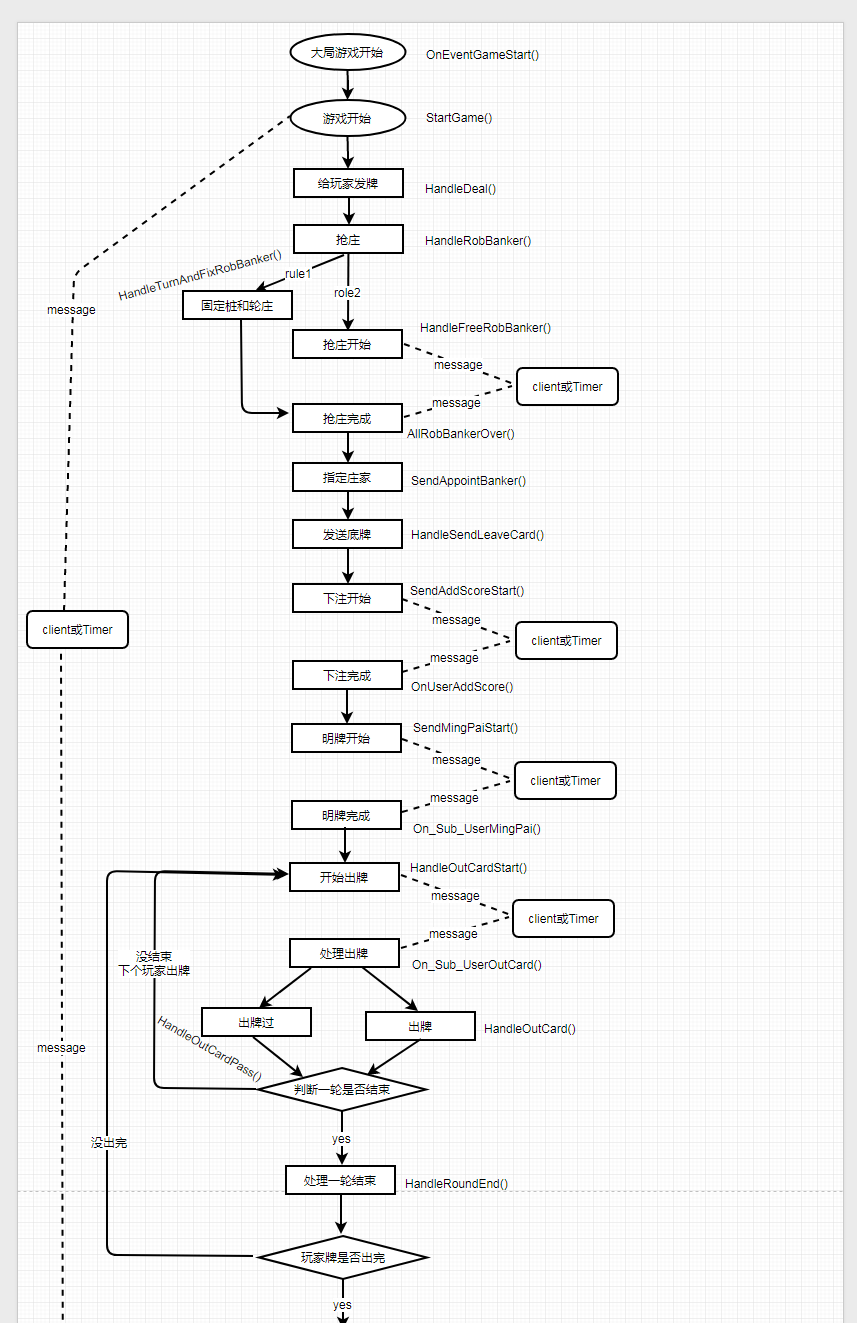 大局游戏开始
OnEventGameStart()
游戏开始
StartGame()
给玩家发牌
HandleDeal()
抢庄
HandleRobBanker()
HandleTurnAndFixRobBanker()
rule1
role2
message
固定桩和轮庄
HandleFreeRobBanker()
抢庄开始
message
client或Timer
message
抢庄完成
AllRobBankerOver()
指定庄家
SendAppointBanker()
发送底牌
HandleSendLeaveCard()
下注开始
SendAddScoreStart()
message
client或Timer
client或Timer
message
下注完成
OnUserAddScore()
明牌开始
SendMingPaiStart()
message
client或Timer
message
明牌完成
On_Sub_UserMingPai()
开始出牌
HandleOutCardStart()
message
client或Timer
message
处理出牌
没结束
下个玩家出牌
On_Sub_UserOutCard()
出牌过
出牌
HandleOutCard()
HandleOutCardPass()
message
判断一轮是否结束
yes
没出完
处理一轮结束
HandleRoundEnd()
玩家牌是否出完
yes